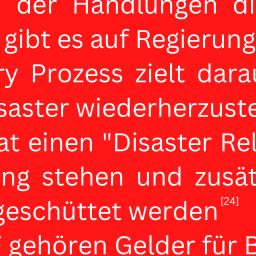 der Handlungen di
gibt es auf Regierung
ry Prozess zielt darau
saster wiederherzuste
at einen "Disaster Rel
ng stehen und zusät
geschüttet werden [24]
gehören Gelder für B